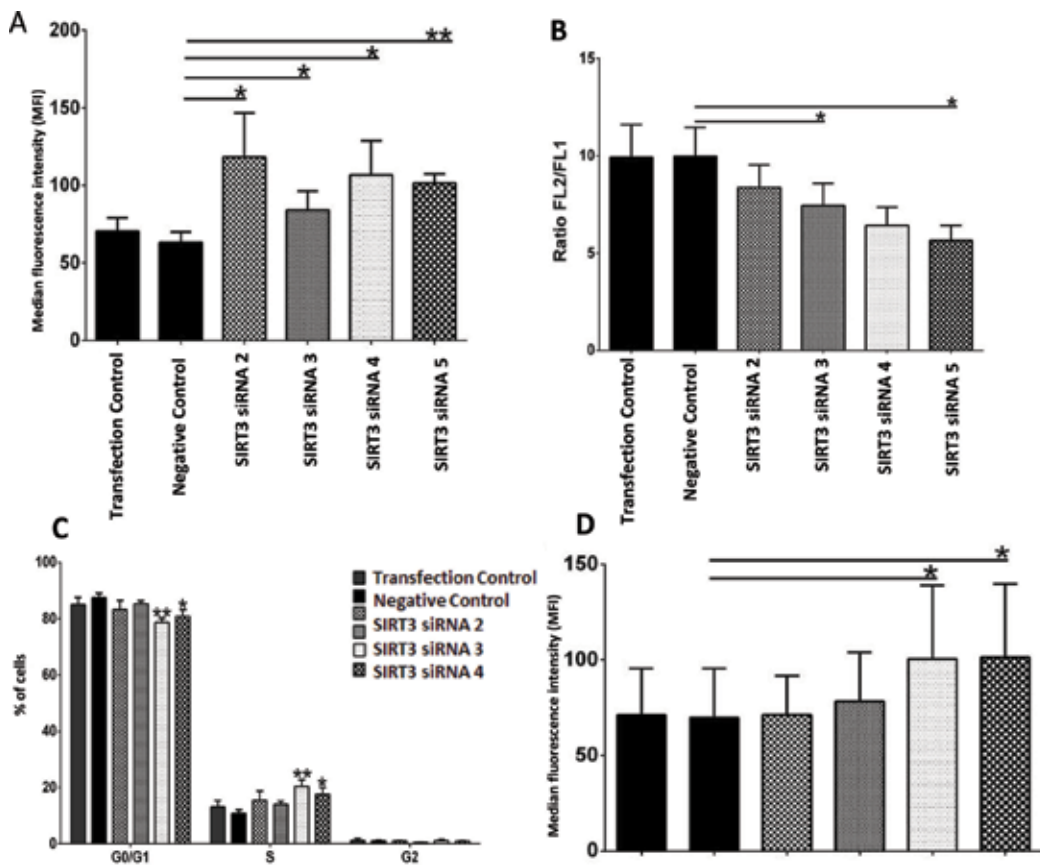 A
Median fluorescence intensity (MFI)
200
150
100
50
0
**
*
*
*
Transfection Control
Negative Control
SIRT3 siRNA 2
SIRT3 siRNA 3
SIRT3 siRNA 4
SIRT3 siRNA 5
B
Ratio FL2/FL1
15
10
5
0
*
*
Transfection Control
Negative Control
SIRT3 siRNA 2
SIRT3 siRNA 3
SIRT3 siRNA 4
SIRT3 siRNA 5
C
% of cells
100
80
60
40
20
0
**
*
**
*
G0/G1
S
G2
Transfection Control
Negative Control
SIRT3 siRNA 2
SIRT3 siRNA 3
SIRT3 siRNA 4
D
Median fluorescence intensity (MFI)
150
100
50
0
*
*